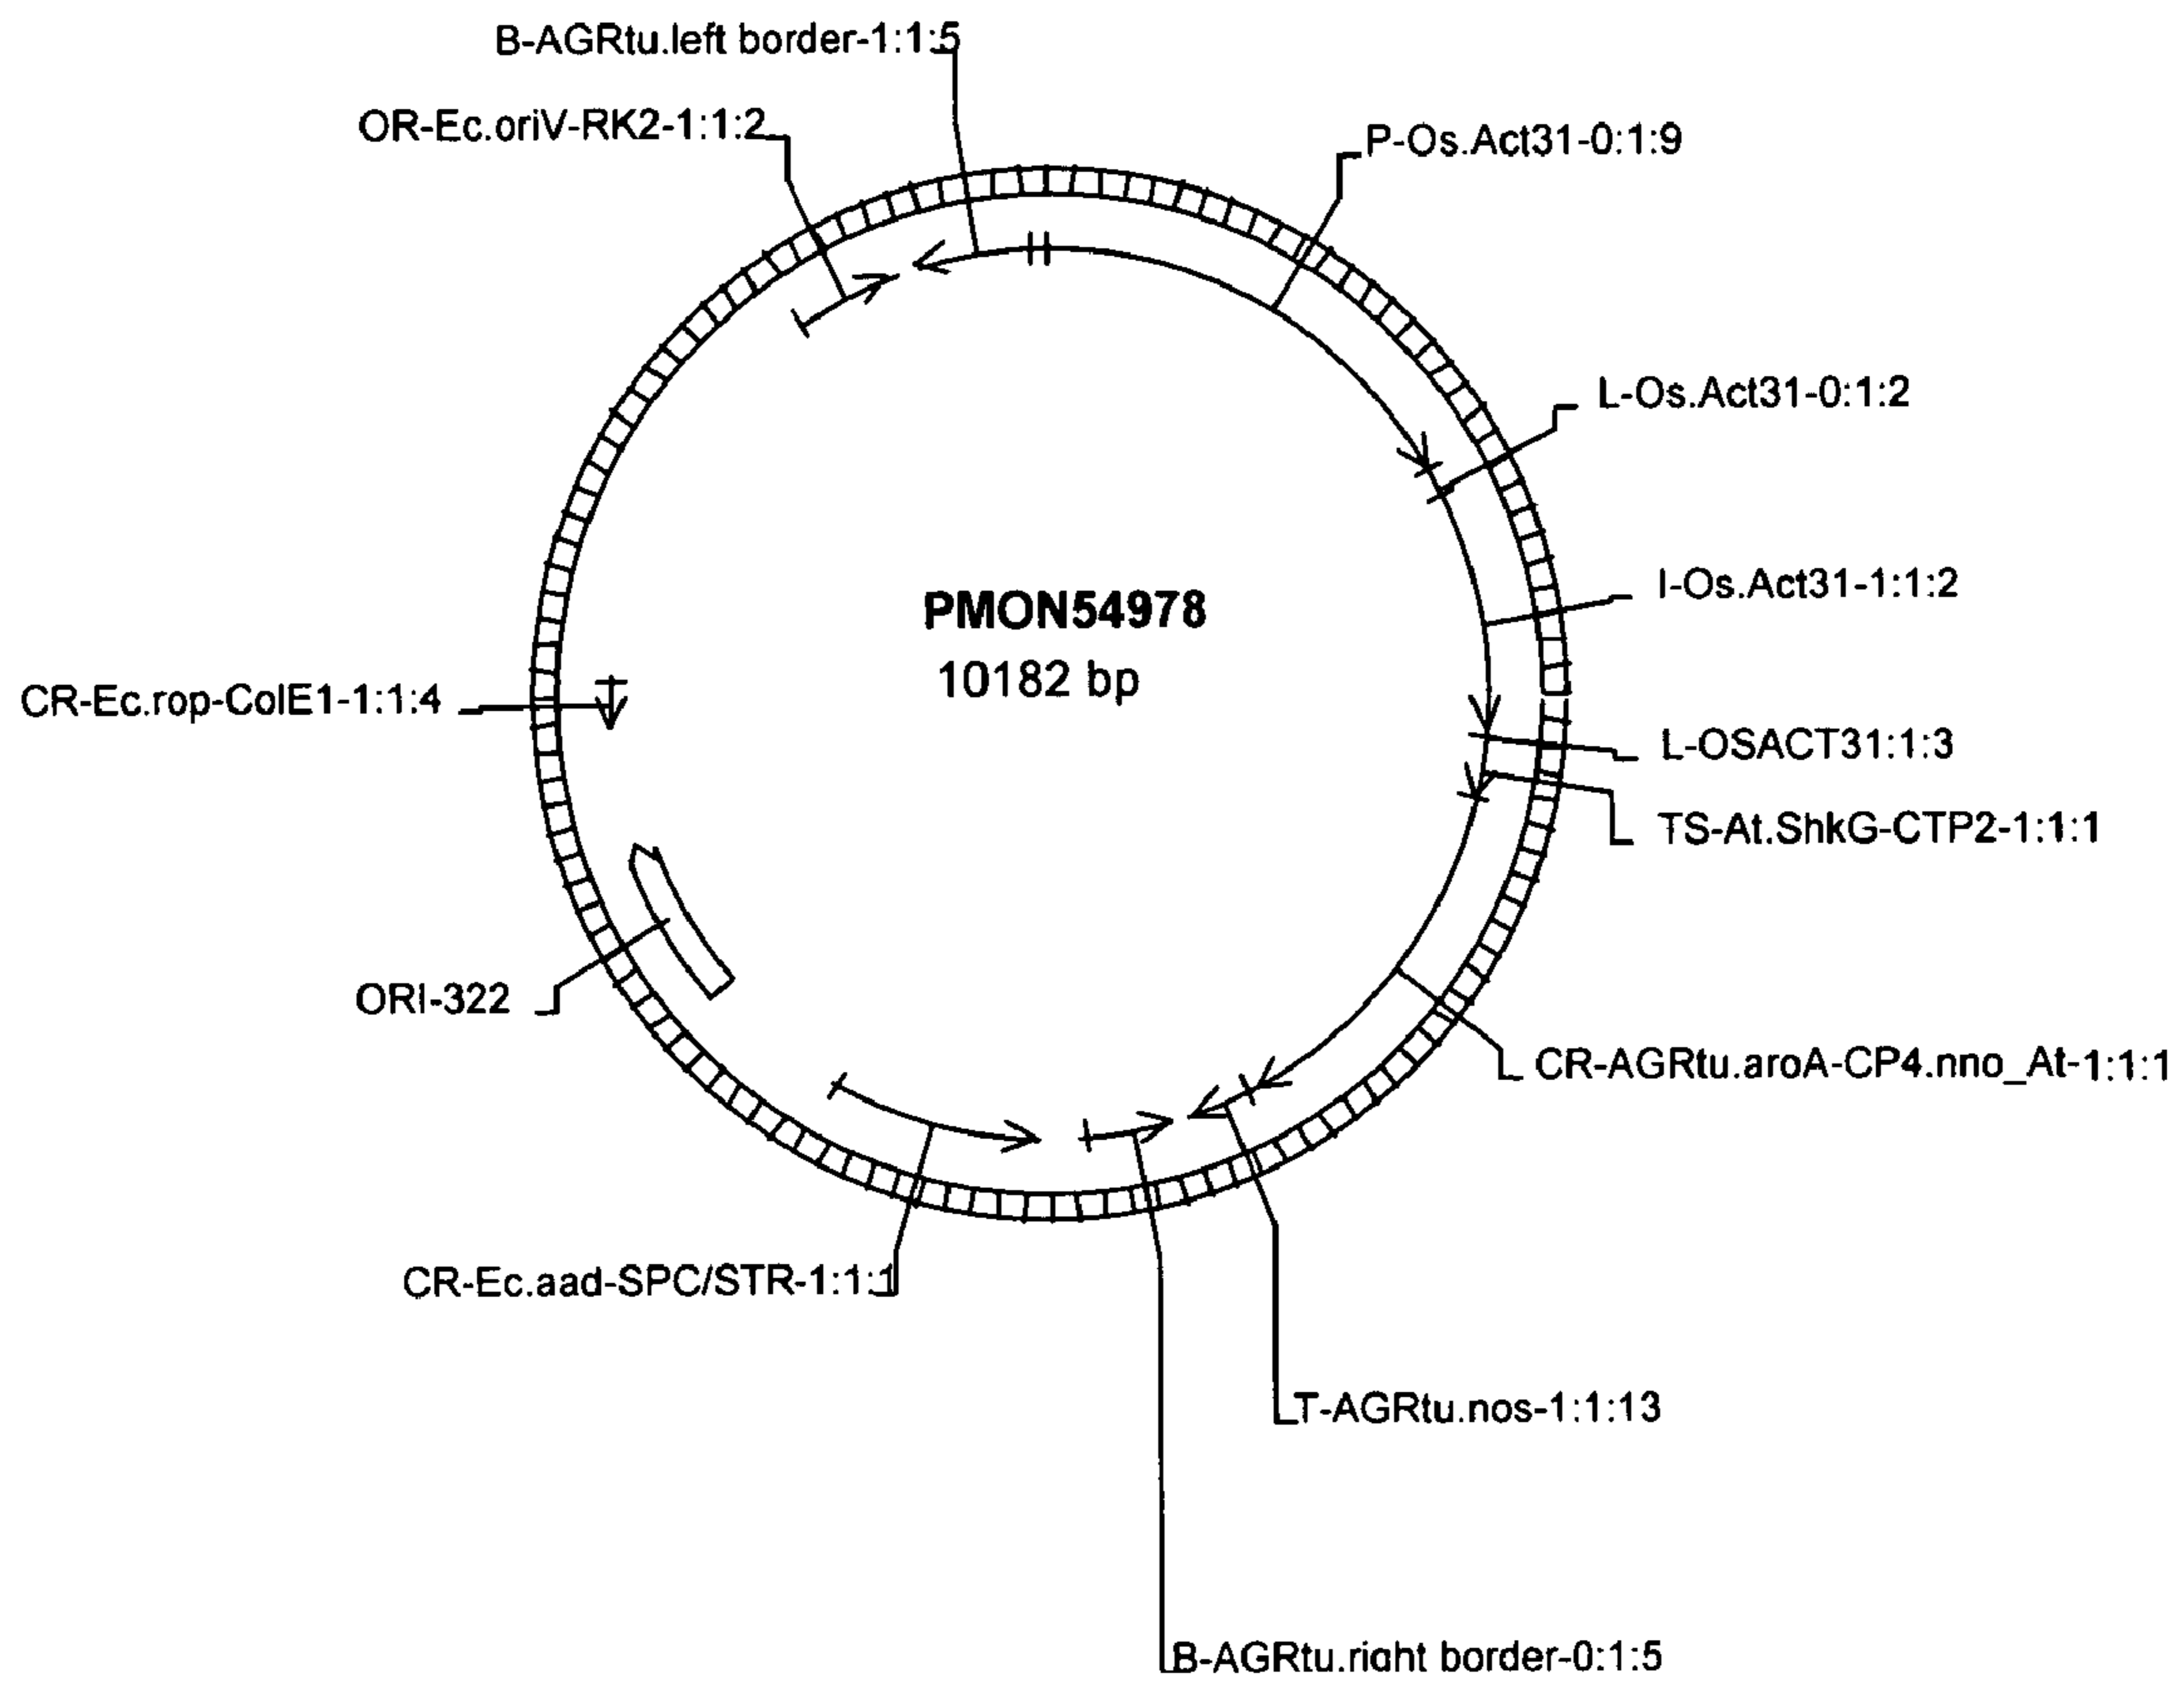 B-AGRtu.left border-1:1:5
OR-Ec.oriV-RK2-1:1:2
P-Os.Act31-0:1:9
L-Os.Act31-0:1:2
I-Os.Act31-1:1:2
PMON54978
10182 bp
CR-Ec.rop-ColE1-1:1:4
L-OSACT31:1:3
TS-At.ShkG-CTP2-1:1:1
ORI-322
CR-AGRtu.aroA-CP4.nno_At-1:1:1
CR-Ec.aad-SPC/STR-1:1:1
T-AGRtu.nos-1:1:13
B-AGRtu.right border-0:1:5